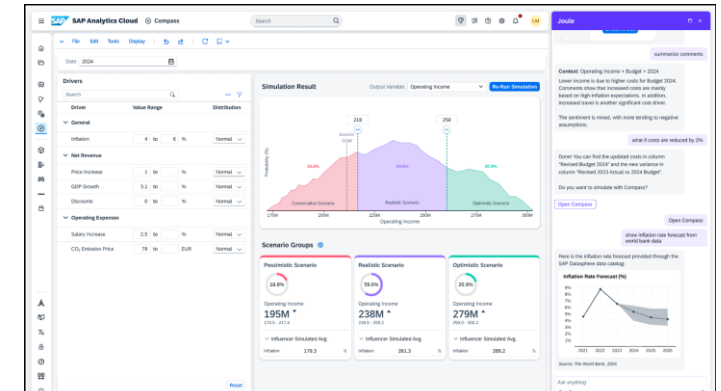 SAP SAP Analytics Cloud Compass
Search
LM
File Edit Tools Display
Date: 2024
Drivers
Search
Driver Value Range Distribution
General
Inflation 4 to 6 % Normal
Net Revenue
Price Increase 1 to % Normal
GDP Growth 3.1 to % Normal
Discounts 0 to % Normal
Operating Expenses
Salary Increase 2.5 to % Normal
CO₂ Emission Price 79 to EUR Normal
Reset
Simulation Result
Output Variable: Operating Income
Re-Run Simulation
Probability (%)
218
259
Conservative Scenario
Realistic Scenario
Optimistic Scenario
175M 200M 225M 250M 275M 300M
Operating Income
Scenario Groups
Pessimistic Scenario
Operating Income
195M
Influencer Simulated Avg.
Inflation 179.3 %
Realistic Scenario
Operating Income
238M
Influencer Simulated Avg.
Inflation 261.3 %
Optimistic Scenario
20.9%
Operating Income
279M
Influencer Simulated Avg.
Inflation 289.2 %
Joule
summarize comments
Context: Operating Income + Budget + 2024
Lower income is due to higher costs for Budget 2024.
Comments show that increased costs are mainly
based on high-inflation expectations. In addition,
increased travel is another significant cost driver.
The sentiment is mixed, with more tending to negative
assumptions.
what if costs are reduced by 2%
Done! You can find the updated costs in column
"Revised Budget 2024" and the new variance in
column "Revised 2023 Actual vs 2024 Budget".
Do you want to simulate with Compass?
Open Compass
Open Compass
show inflation rate forecast from
world bank data
Here is the inflation rate forecast provided through the
SAP Datasphere data catalog:
Inflation Rate Forecast (%)
9%
8%
7%
6%
5%
4%
3%
2%
2021 2022 2023 2024 2025 2026
Source: The World Bank, 2024
Ask anything